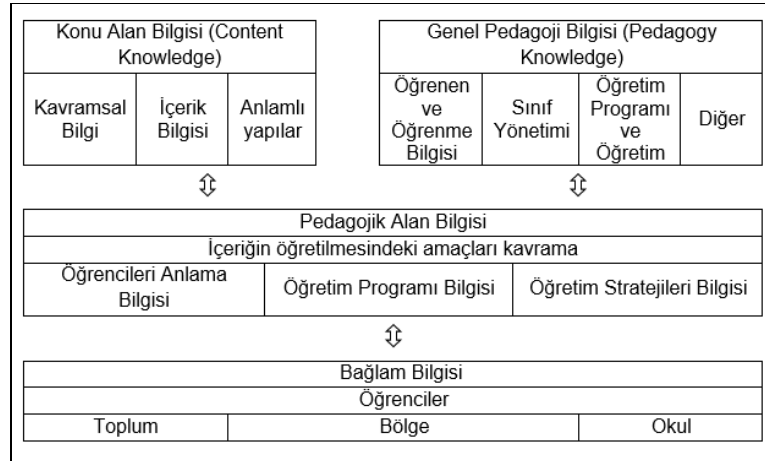 Konu Alan Bilgisi (Content
Knowledge)
Kavramsal
Bilgi
İçerik
Bilgisi
Anlamlı
yapılar
Genel Pedagoji Bilgisi (Pedagogy
Knowledge)
Öğrenen
ve
Öğrenme
Bilgisi
Sınıf
Yönetimi
Öğretim
Programı
ve
Öğretim
Diğer
Pedagojik Alan Bilgisi
İçeriğin öğretilmesindeki amaçları kavrama
Öğrencileri Anlama
Bilgisi
Öğretim Programı Bilgisi
Öğretim Stratejileri Bilgisi
Bağlam Bilgisi
Öğrenciler
Toplum
Bölge
Okul